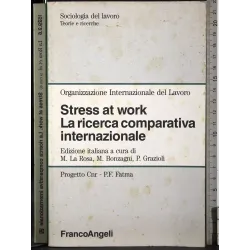 Sociologia del lavoro
Teorie e ricerche
Organizzazione Internazionale del Lavoro
Stress at work
La ricerca comparativa
internazionale
Edizione italiana a cura di
M. La Rosa, M. Bonzagni, P. Grazioli
Progetto Cnr - P.F. Fatma
FrancoAngeli